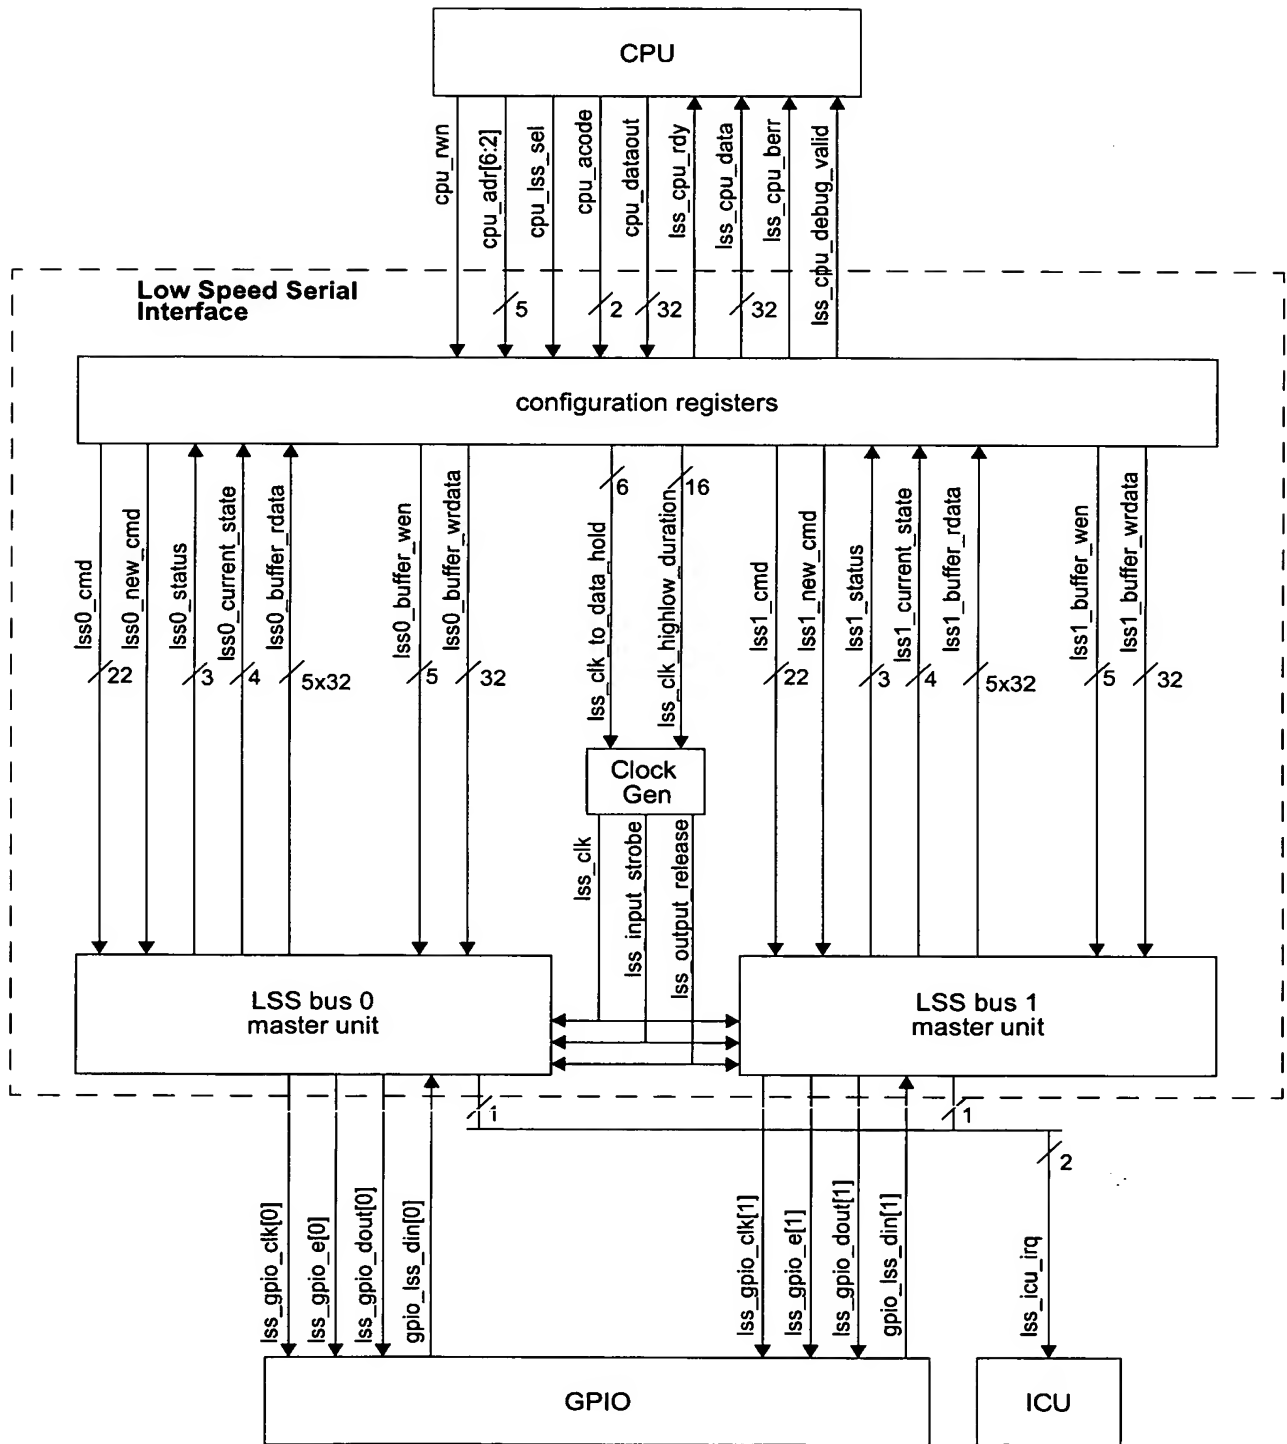 CPU
cpu_rwn
cpu_adr[6:2]
cpu_lss_sel
cpu_acode
cpu_dataout
lss_cpu_rdy
lss_cpu_data
lss_cpu_berr
lss_cpu_debug_valid
Low Speed Serial
Interface
5
2
32
32
configuration registers
lss0_cmd
lss0_new_cmd
lss0_status
lss0_current_state
lss0_buffer_rdata
lss0_buffer_wen
lss0_buffer_wrdata
lss_clk_to_data_hold
lss_clk_highlow_duration
lss1_cmd
lss1_new_cmd
lss1_status
lss1_current_state
lss1_buffer_rdata
lss1_buffer_wen
lss1_buffer_wrdata
6
16
22
3
4
5x32
5
32
22
3
4
5x32
5
32
Clock
Gen
lss_clk
lss_input_strobe
lss_output_release
LSS bus 0
master unit
LSS bus 1
master unit
1
1
2
lss_gpio_clk[0]
lss_gpio_e[0]
lss_gpio_dout[0]
gpio_lss_din[0]
lss_gpio_clk[1]
lss_gpio_e[1]
lss_gpio_dout[1]
gpio_lss_din[1]
lss_icu_irq
GPIO
ICU